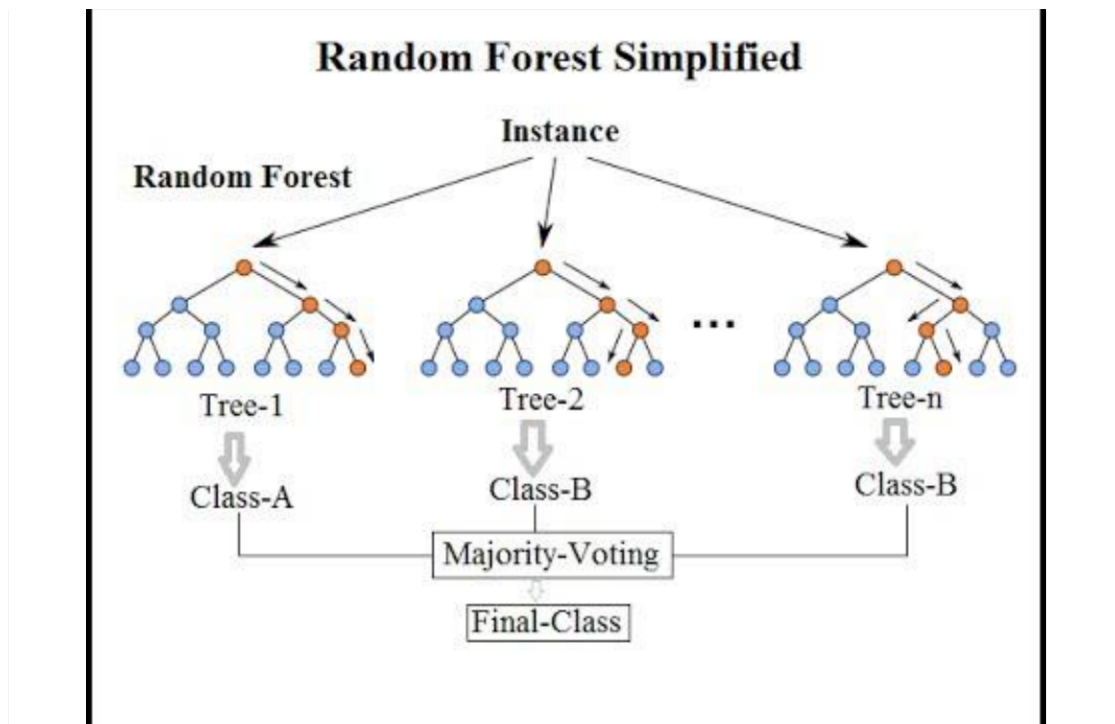 Random Forest Simplified
Instance
Random Forest
...
Tree-1
Tree-2
Tree-n
Class-A
Class-B
Class-B
Majority-Voting
Final-Class